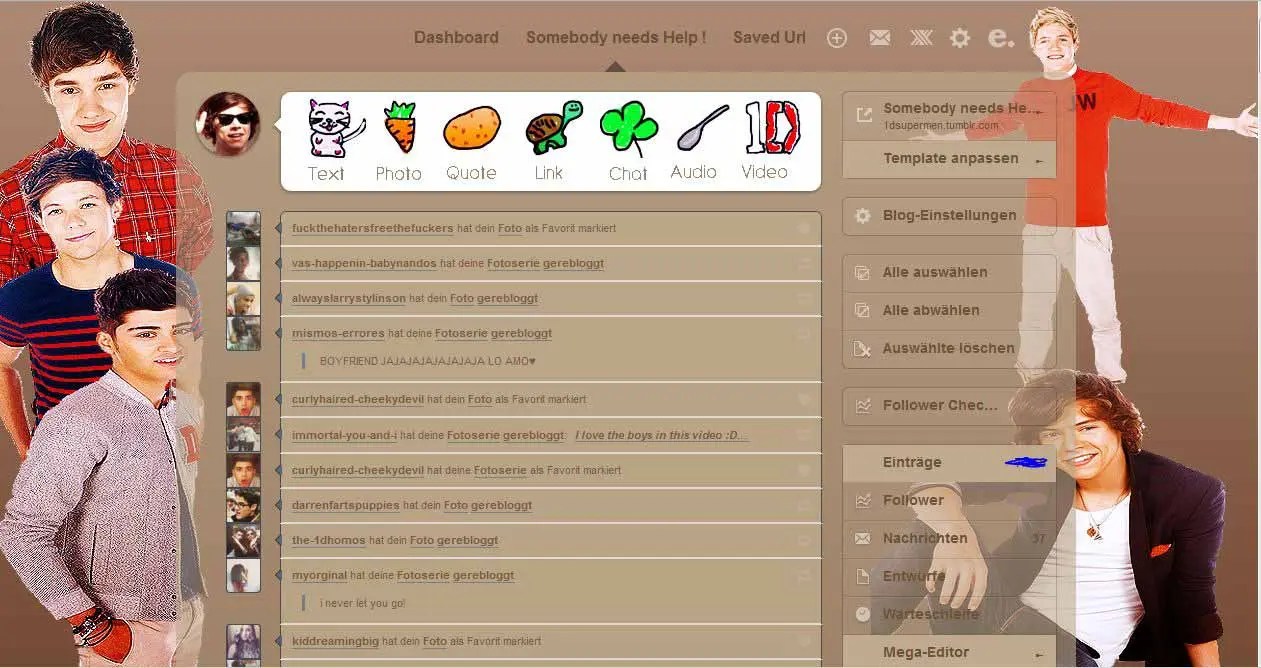 Dashboard Somebody needs Help ! Saved Url
e.
Text Photo Quote Link Chat Audio Video
1D
Somebody needs He...
1dsupermen.tumblr.com
Template anpassen
Blog-Einstellungen
Alle auswählen
Alle abwählen
Auswählte löschen
Follower Chec...
Einträge
Follower
Nachrichten 37
Entwürfe
Warteschleife
Mega-Editor
fuckthehatersfreethefuckers hat dein Foto als Favorit markiert
vas-happenin-babynandos hat deine Fotoserie gerebloggt
alwayslarrystylinson hat dein Foto gerebloggt
mismos-errores hat deine Fotoserie gerebloggt
BOYFRIEND JAJAJAJAJAJAJAJA LO AMO♥
curlyhaired-cheekydevil hat dein Foto als Favorit markiert
immortal-you-and-i hat deine Fotoserie gerebloggt: I love the boys in this video :D...
curlyhaired-cheekydevil hat deine Fotoserie als Favorit markiert
darrenfartspuppies hat dein Foto gerebloggt
the-1dhomos hat dein Foto gerebloggt
myorginal hat deine Fotoserie gerebloggt
i never let you go!
kiddreamingbig hat dein Foto als Favorit markiert